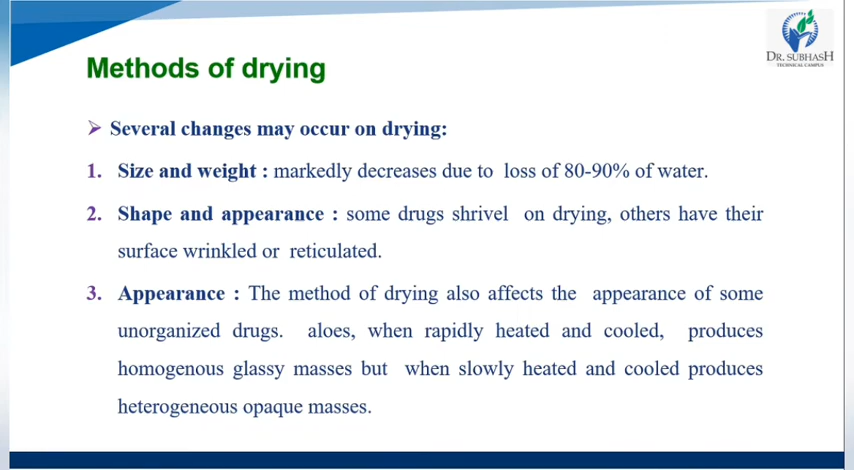 DR. SUBHASH
TECHNICAL CAMPUS
Methods of drying
➢ Several changes may occur on drying:
1. Size and weight : markedly decreases due to loss of 80-90% of water.
2. Shape and appearance : some drugs shrivel on drying, others have their
surface wrinkled or reticulated.
3. Appearance : The method of drying also affects the appearance of some
unorganized drugs. aloes, when rapidly heated and cooled, produces
homogenous glassy masses but when slowly heated and cooled produces
heterogeneous opaque masses.